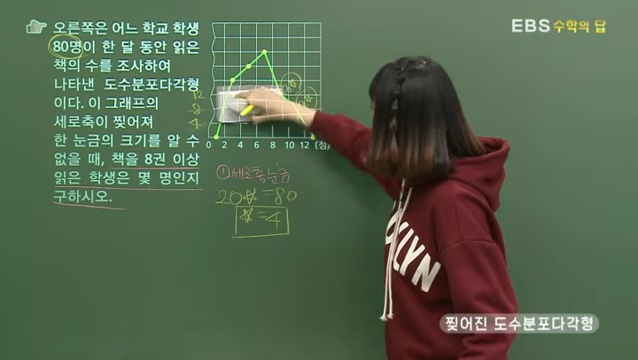 오른쪽은 어느 학교 학생
80명이 한 달 동안 읽은
책의 수를 조사하여
나타낸 도수분포다각형
이다. 이 그래프의
세로축이 찢어져
한 눈금의 크기를 알 수
없을 때, 책을 8권 이상
읽은 학생은 몇 명인지
구하시오.
EBS 수학의 답
12
8
4
0 2 4 6 8 10 12 (점)
①세로축눈금
20☆=80
☆=4
찢어진 도수분포다각형